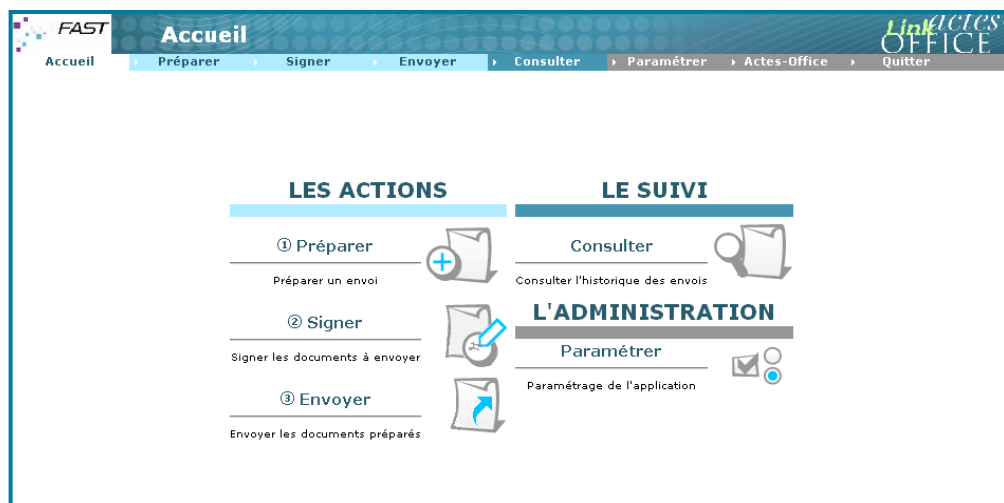 FAST
Accueil
Link actes
OFFICE
Accueil Préparer Signer Envoyer Consulter Paramétrer Actes-Office Quitter
LES ACTIONS
① Préparer
Préparer un envoi
② Signer
Signer les documents à envoyer
③ Envoyer
Envoyer les documents préparés
LE SUIVI
Consulter
Consulter l'historique des envois
L'ADMINISTRATION
Paramétrer
Paramétrage de l'application